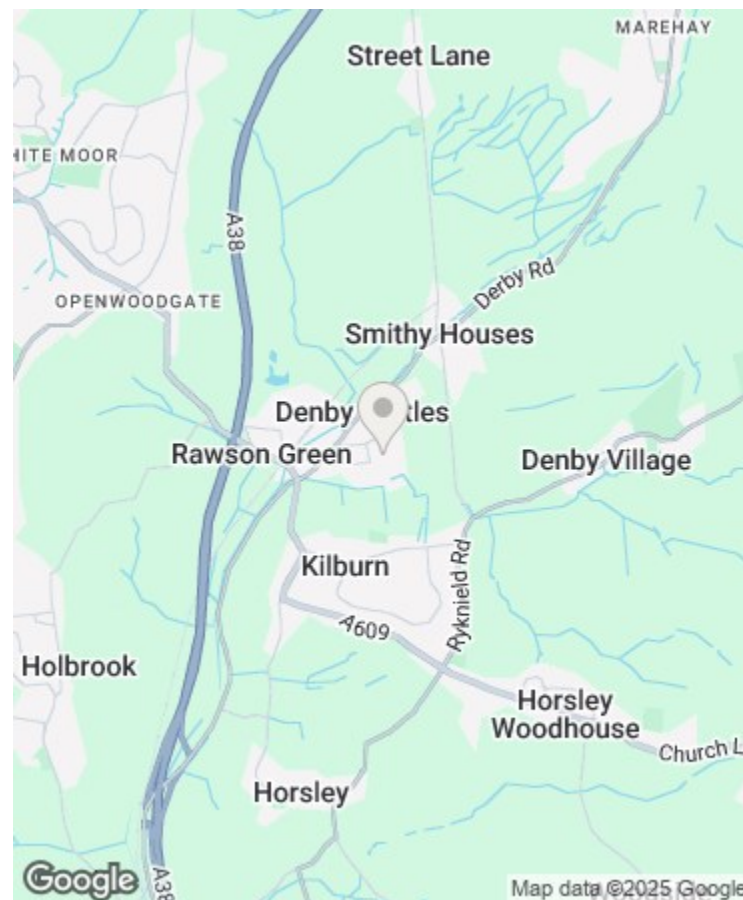 MAREHAY
Street Lane
HITE MOOR
A38
OPENWOODGATE
Derby Rd
Smithy Houses
Denby tles
Rawson Green
Denby Village
Kilburn
Ryknield Rd
A609
Holbrook
Horsley
Woodhouse
Church L
Horsley
A38
Google
Map data ©2025 Google